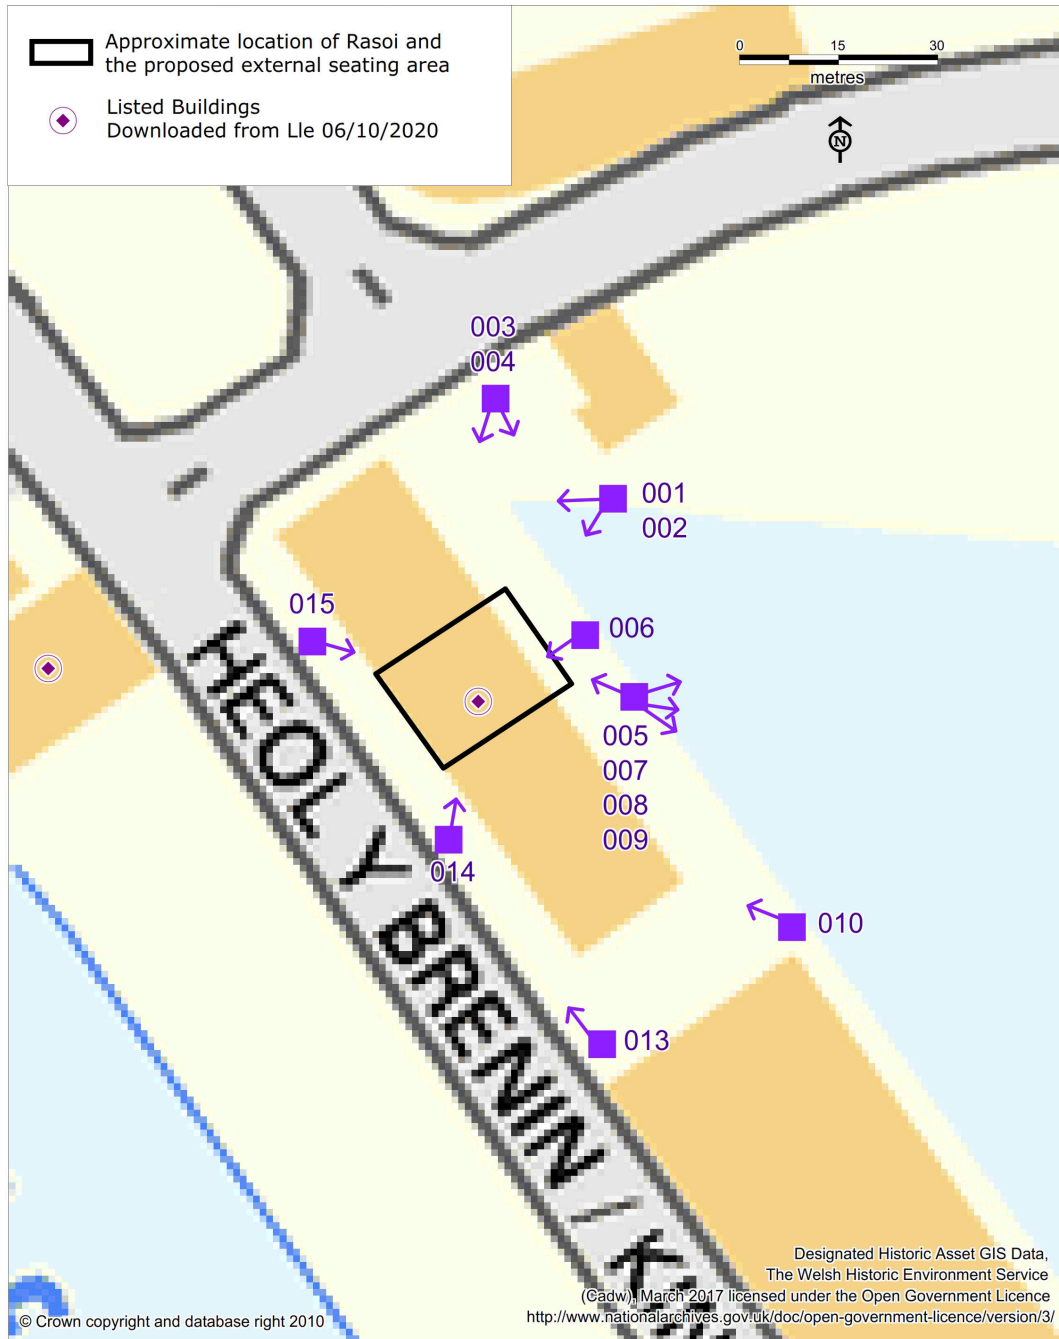 Approximate location of Rasoi and
the proposed external seating area
Listed Buildings
Downloaded from Lle 06/10/2020
0 15 30
metres
N
003
004
001
002
015
006
005
007
008
009
014
010
013
HEOL Y BRENIN / KIN
Designated Historic Asset GIS Data,
The Welsh Historic Environment Service
(Cadw), March 2017 licensed under the Open Government Licence
http://www.nationalarchives.gov.uk/doc/open-government-licence/version/3/
© Crown copyright and database right 2010